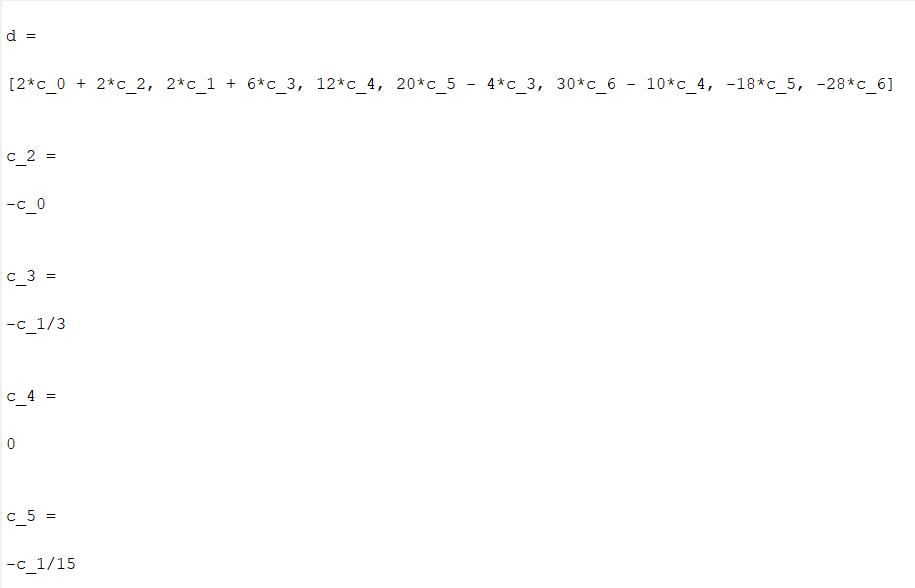 d =
[2*c_0 + 2*c_2, 2*c_1 + 6*c_3, 12*c_4, 20*c_5 - 4*c_3, 30*c_6 - 10*c_4, -18*c_5, -28*c_6]
c_2 =
-c_0
c_3 =
-c_1/3
c_4 =
0
c_5 =
-c_1/15